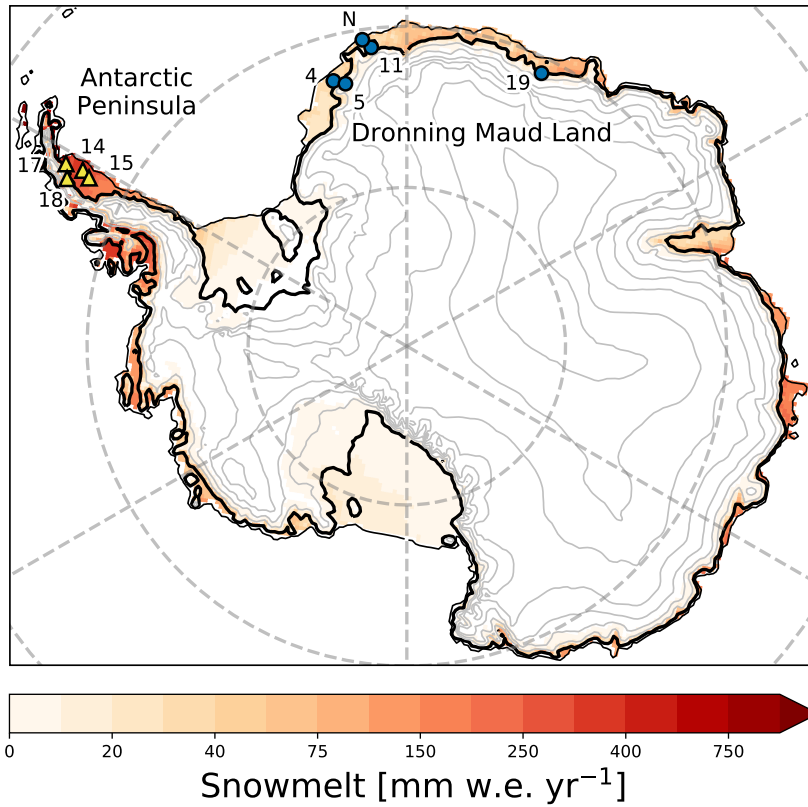 N
11
4
5
19
Antarctic
Peninsula
Dronning Maud Land
14
15
17
18
0 20 40 75 150 250 400 750
Snowmelt [mm w.e. yr⁻¹]